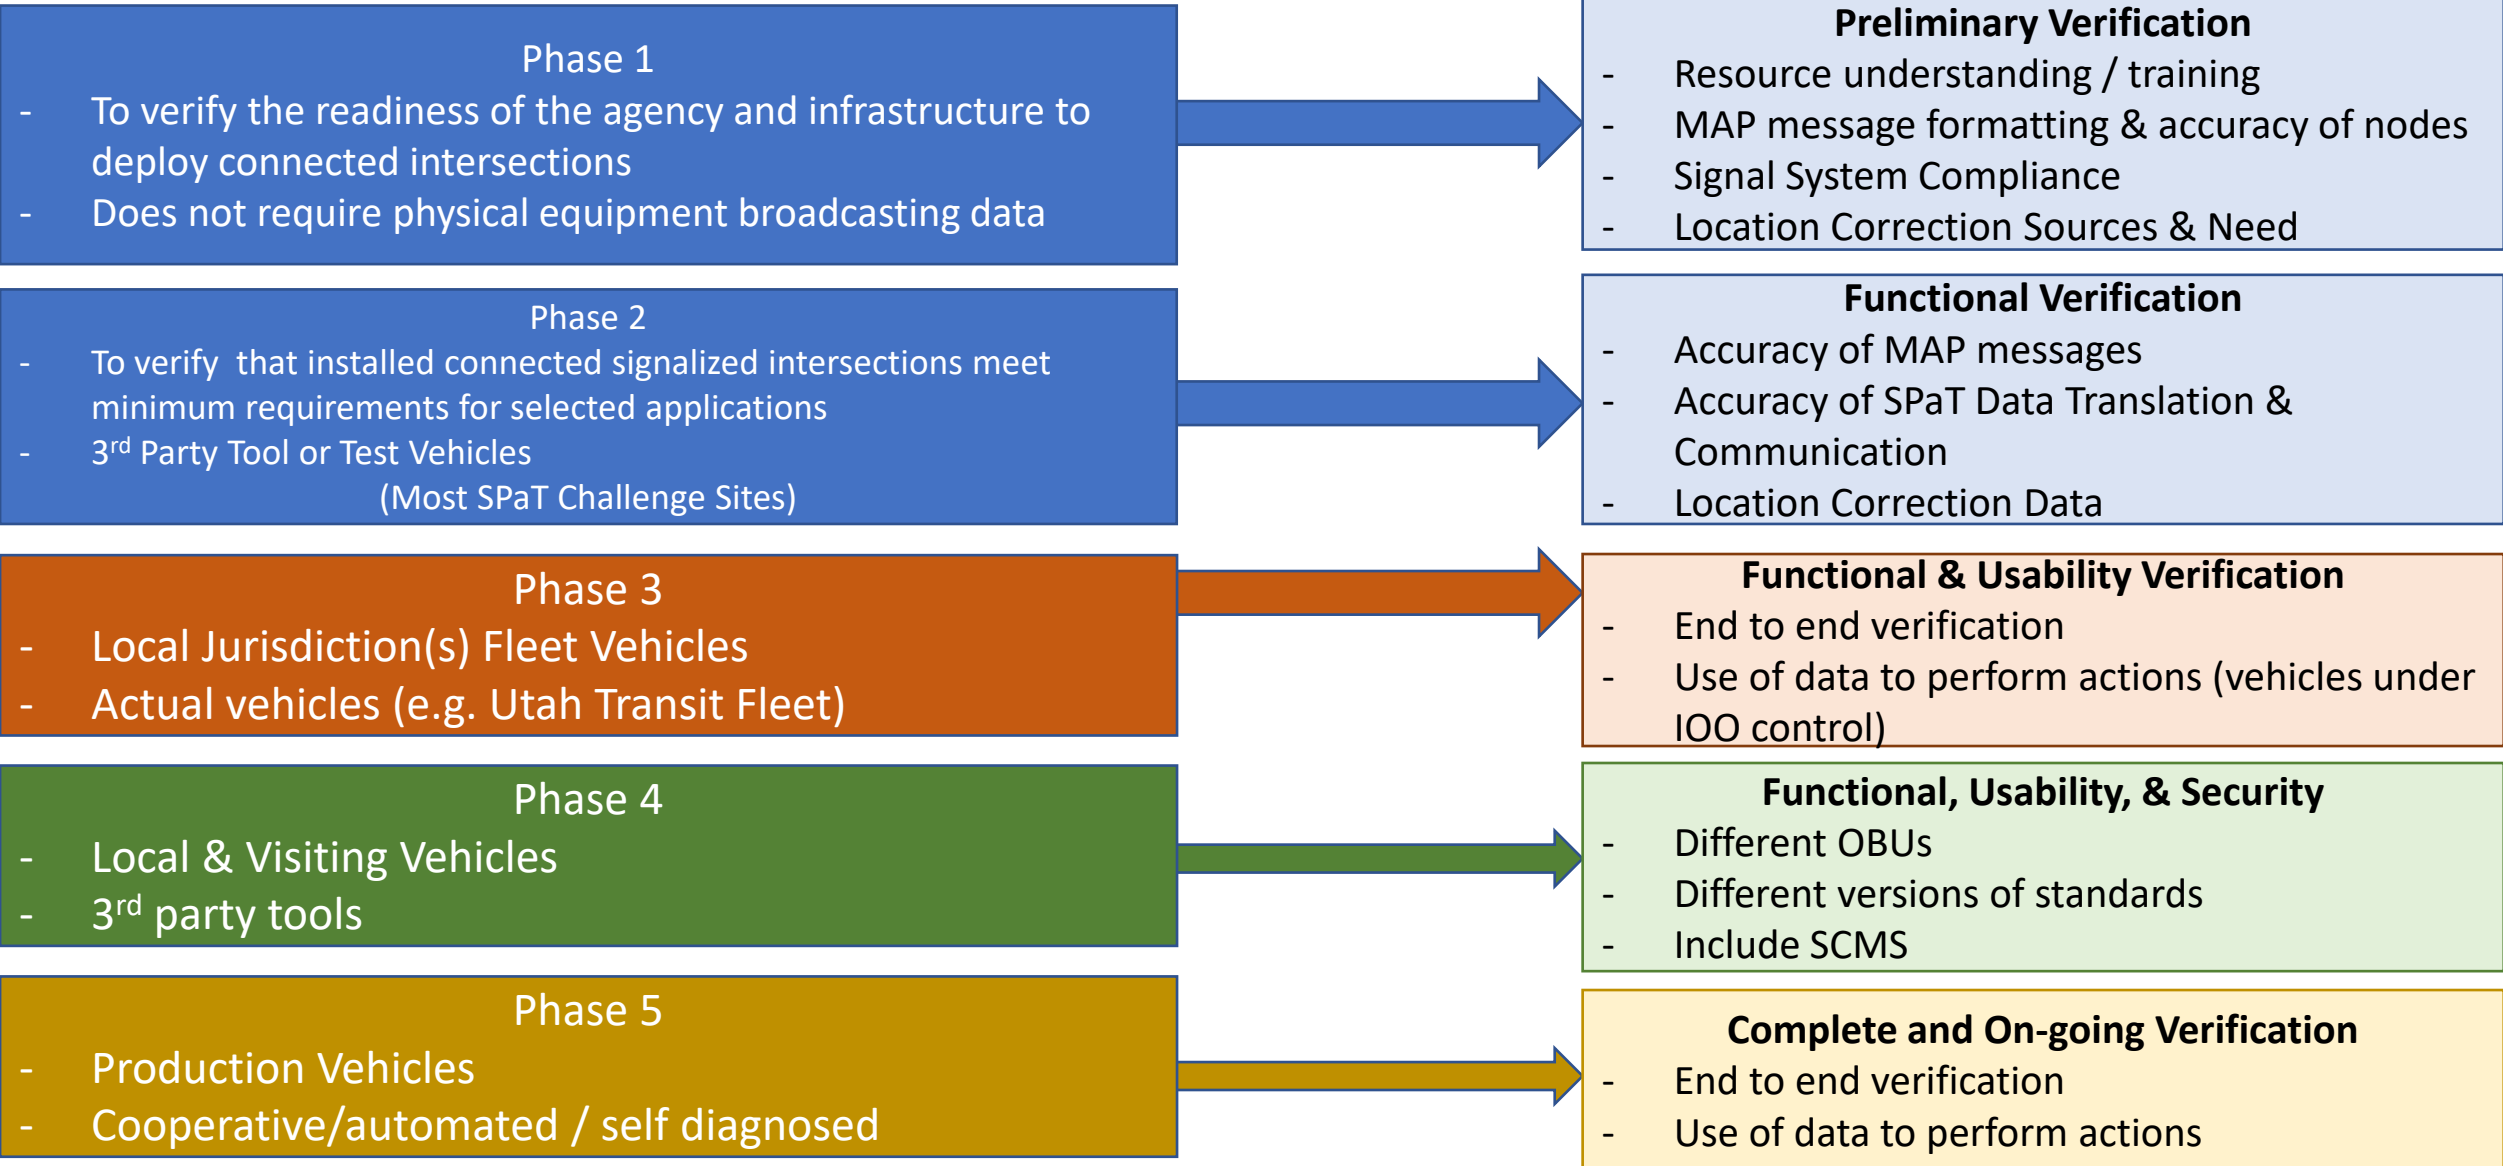 Phase 1
- To verify the readiness of the agency and infrastructure to
deploy connected intersections
- Does not require physical equipment broadcasting data
Preliminary Verification
- Resource understanding / training
- MAP message formatting & accuracy of nodes
- Signal System Compliance
- Location Correction Sources & Need
Phase 2
- To verify  that installed connected signalized intersections meet
minimum requirements for selected applications
- 3rd Party Tool or Test Vehicles
(Most SPaT Challenge Sites)
Functional Verification
- Accuracy of MAP messages
- Accuracy of SPaT Data Translation &
Communication
- Location Correction Data
Phase 3
- Local Jurisdiction(s) Fleet Vehicles
- Actual vehicles (e.g. Utah Transit Fleet)
Functional & Usability Verification
- End to end verification
- Use of data to perform actions (vehicles under
IOO control)
Phase 4
- Local & Visiting Vehicles
- 3rd party tools
Functional, Usability, & Security
- Different OBUs
- Different versions of standards
- Include SCMS
Phase 5
- Production Vehicles
- Cooperative/automated / self diagnosed
Complete and On-going Verification
- End to end verification
- Use of data to perform actions